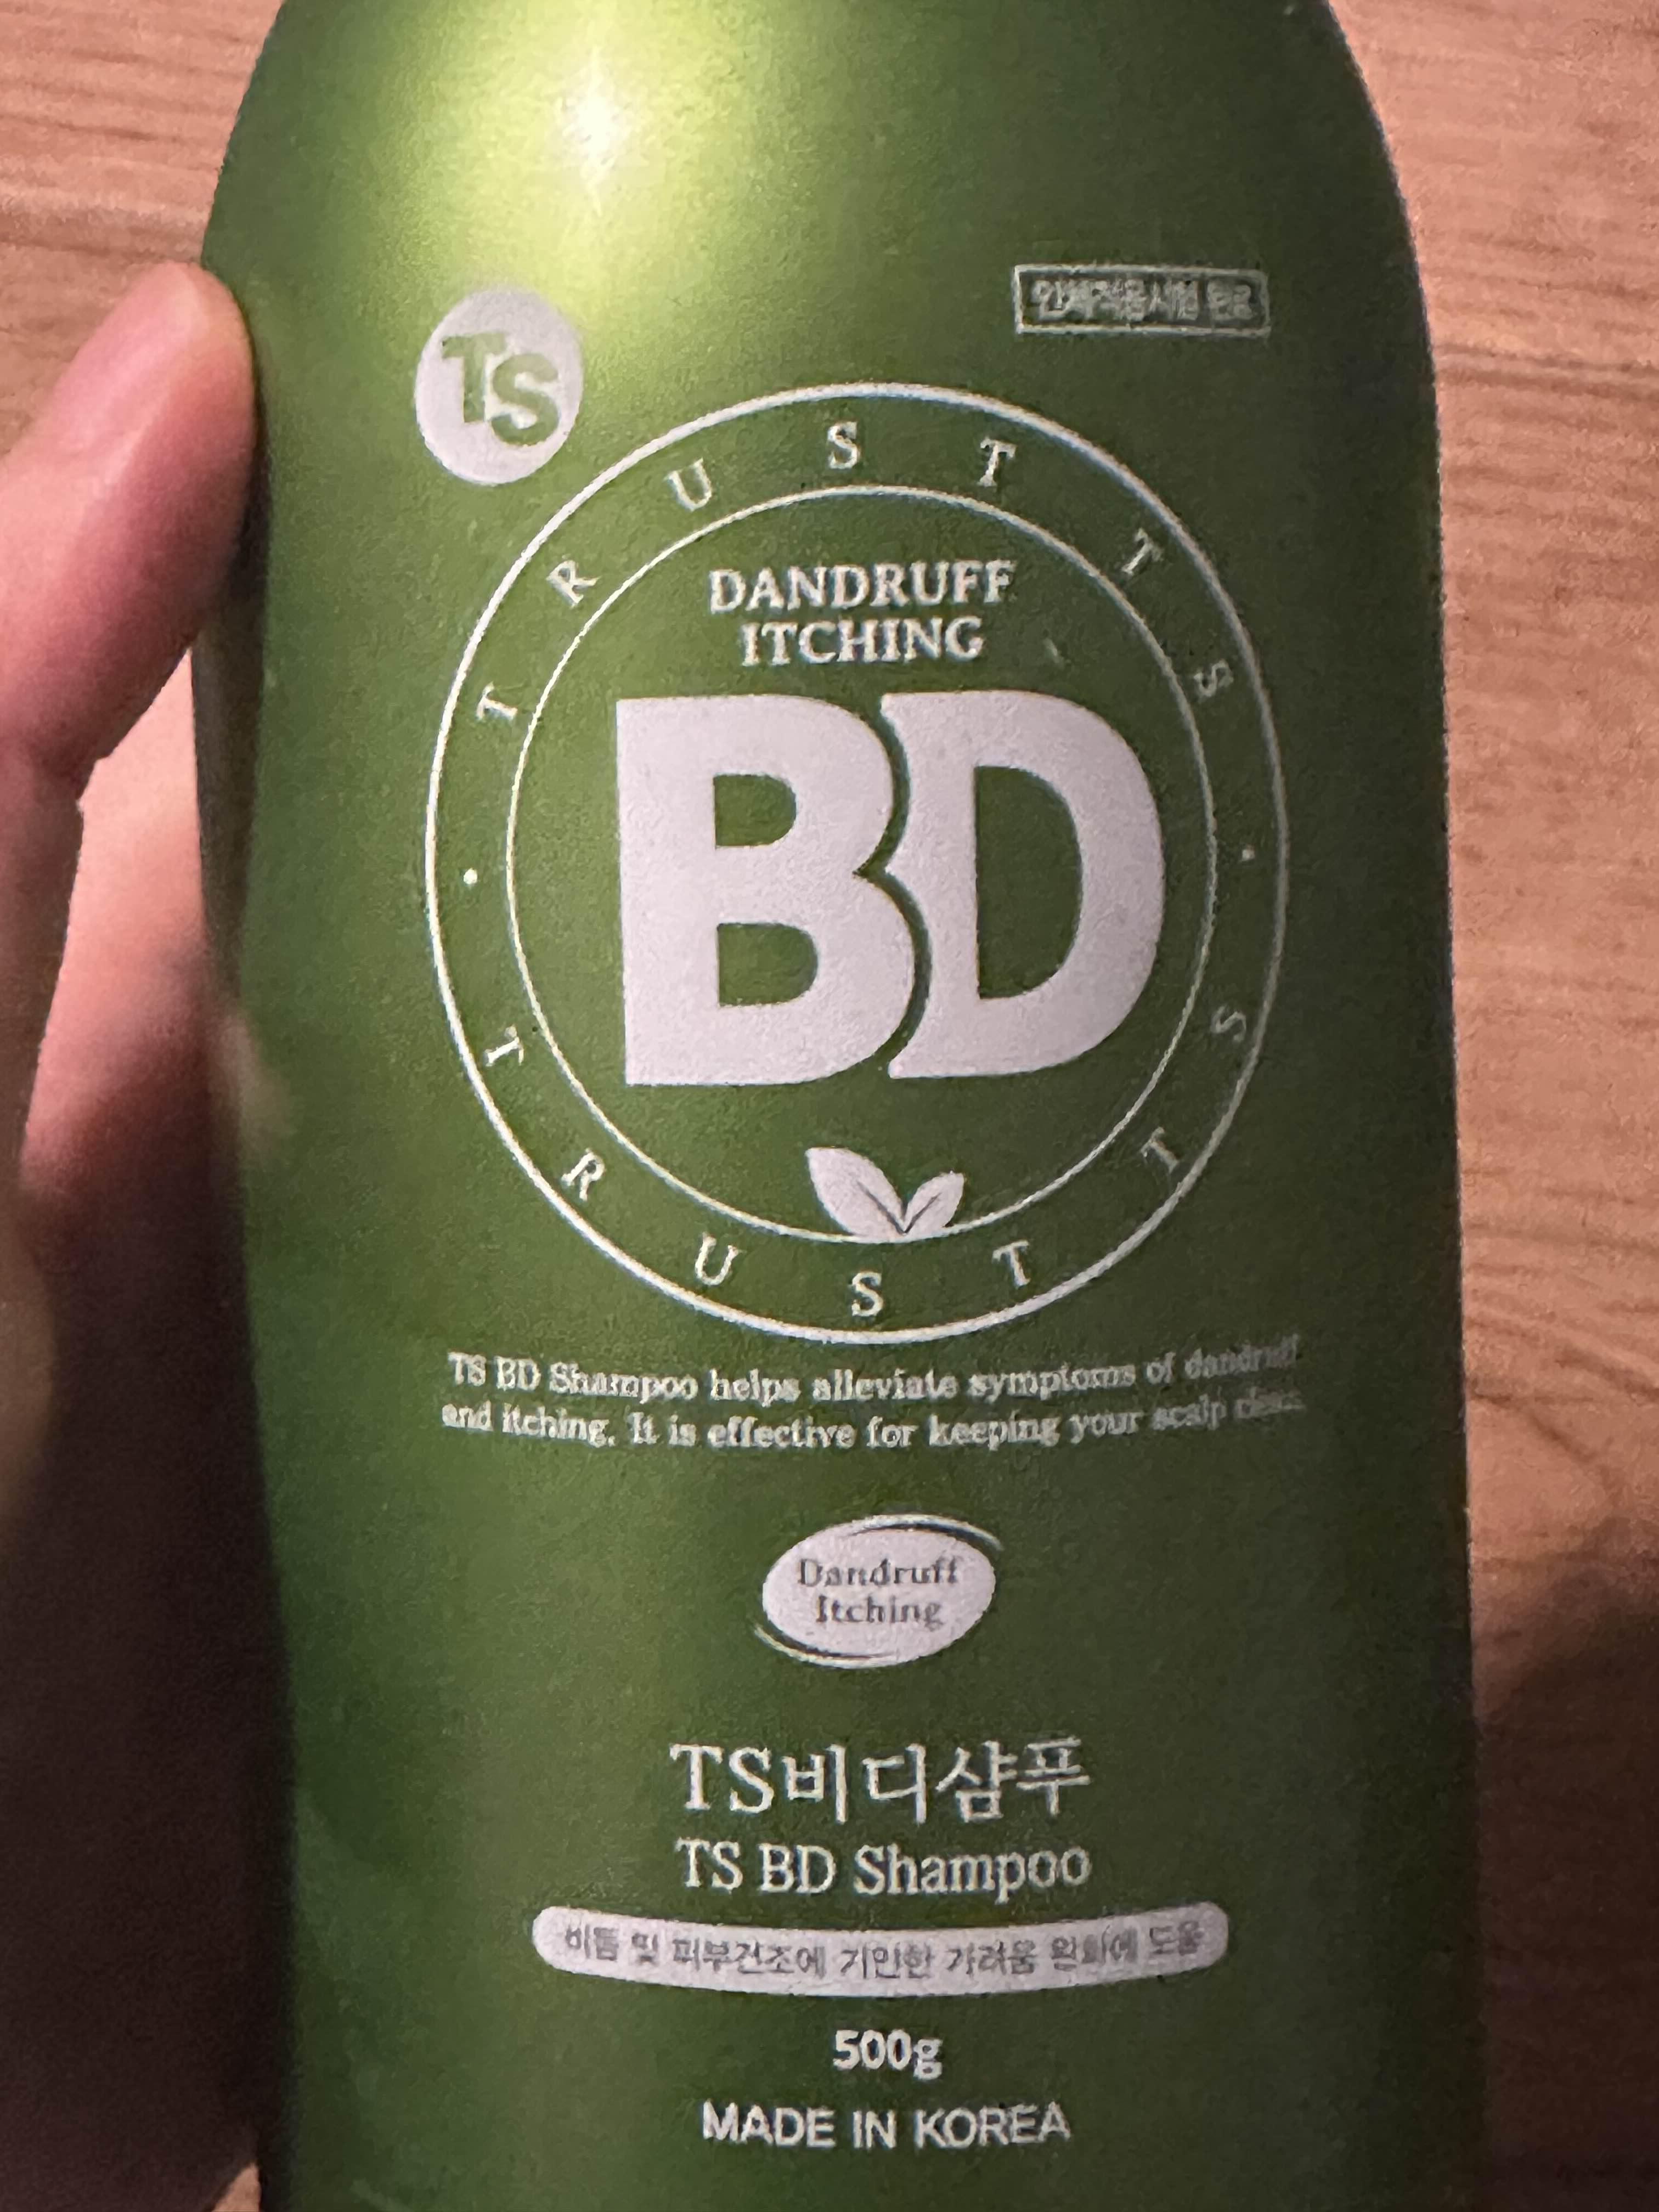 TS
인체적용시험 완료
TRUST TS
DANDRUFF
ITCHING
BD
TRUST TS
TS BD Shampoo helps alleviate symptoms of dandruff
and itching. It is effective for keeping your scalp clean.
Dandruff
Itching
TS비디샴푸
TS BD Shampoo
비듬 및 피부건조에 기인한 가려움 완화에 도움
500g
MADE IN KOREA